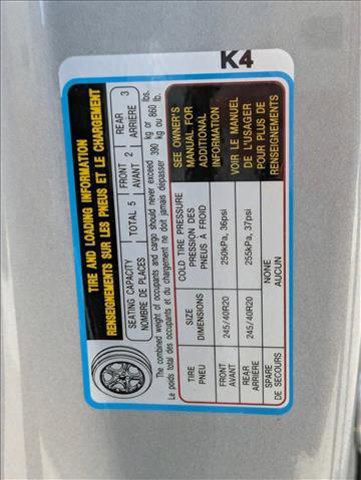 K4
TIRE AND LOADING INFORMATION
RENSEIGNEMENTS SUR LES PNEUS ET LE CHARGEMENT
SEATING CAPACITY
NOMBRE DE PLACES
TOTAL 5
FRONT
AVANT 2
REAR
ARRIÈRE 3
The combined weight of occupants and cargo should never exceed 390 kg or 860 lbs.
Le poids total des occupants et du chargement ne doit jamais dépasser 390 kg ou 860 lb.
TIRE
PNEU
SIZE
DIMENSIONS
COLD TIRE PRESSURE
PRESSION DES
PNEUS À FROID
FRONT
AVANT
245/40R20
250kPa, 36psi
REAR
ARRIÈRE
245/40R20
255kPa, 37psi
SPARE
DE SECOURS
NONE
AUCUN
SEE OWNER'S
MANUAL FOR
ADDITIONAL
INFORMATION
VOIR LE MANUEL
DE L'USAGER
POUR PLUS DE
RENSEIGNEMENTS